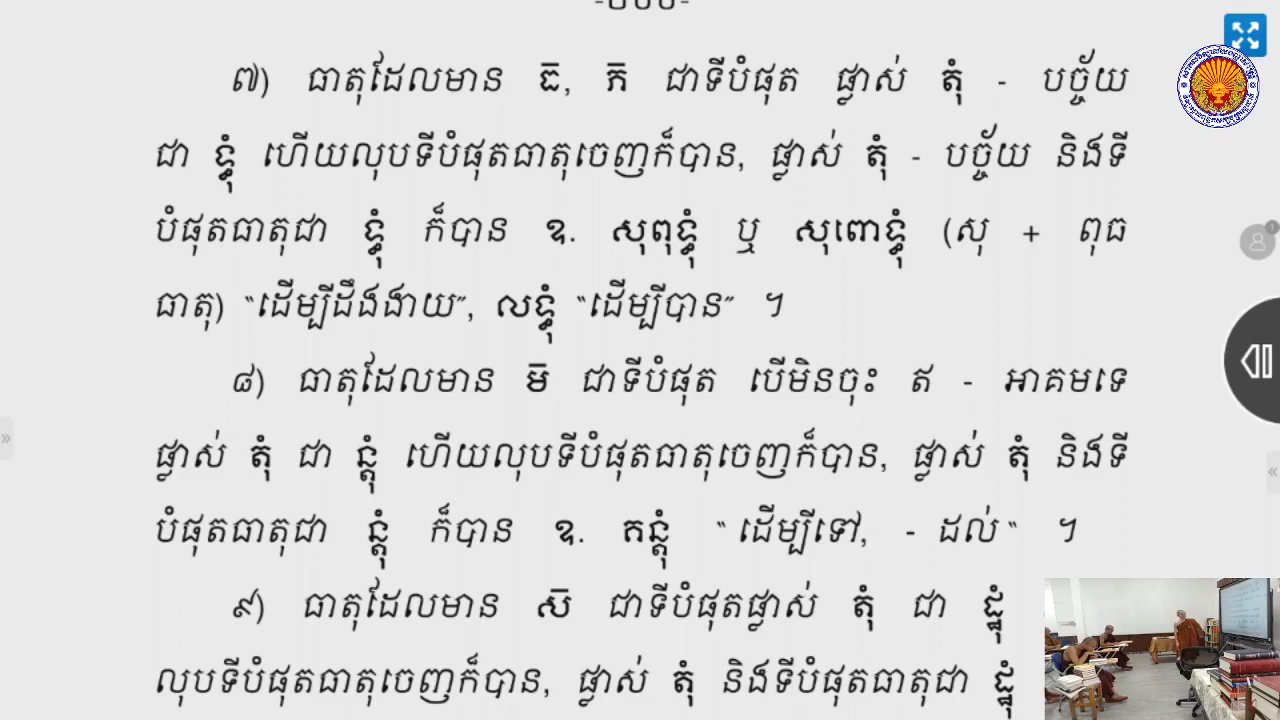 ៧) ធាតុដែលមាន ធ៑, ភ៑ ជាទីបំផុត ផ្លាស់ តុំ - បច្ច័យ
ជា ទ្ធុំ ហើយលុបទីបំផុតធាតុចេញក៏បាន, ផ្លាស់ តុំ - បច្ច័យ និងទី
បំផុតធាតុជា ទ្ធុំ ក៏បាន ឧ. សុពុទ្ធុំ ឬ សុពោទ្ធុំ (សុ + ពុធ
ធាតុ) “ដើម្បីដឹងងាយ”, លទ្ធុំ “ដើម្បីបាន” ។
៨) ធាតុដែលមាន ម៑ ជាទីបំផុត បើមិនចុះ ឥ - អាគមទេ
ផ្លាស់ តុំ ជា ន្តុំ ហើយលុបទីបំផុតធាតុចេញក៏បាន, ផ្លាស់ តុំ និងទី
បំផុតធាតុជា ន្តុំ ក៏បាន ឧ. គន្តុំ “ ដើម្បីទៅ, - ដល់ “ ។
៩) ធាតុដែលមាន ស៑ ជាទីបំផុតផ្លាស់ តុំ ជា ដ្ឋុំ
លុបទីបំផុតធាតុចេញក៏បាន, ផ្លាស់ តុំ និងទីបំផុតធាតុជា ដ្ឋុំ